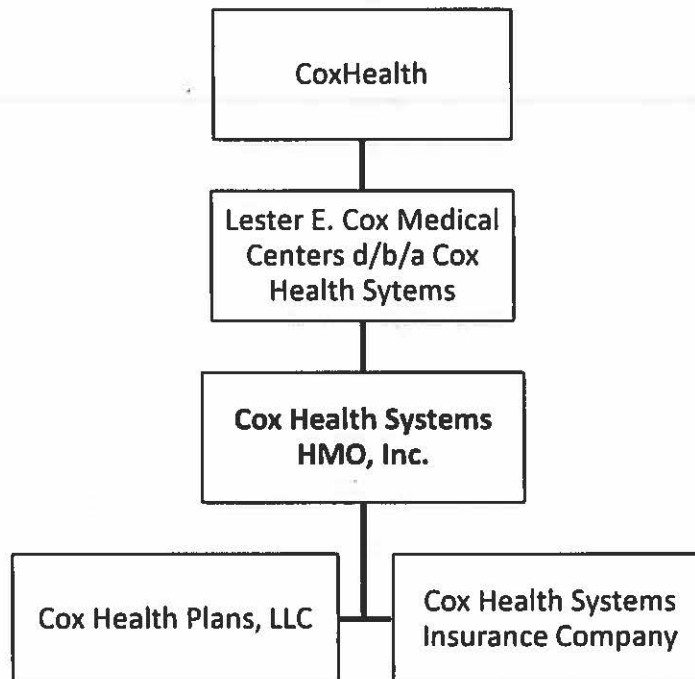 CoxHealth
Lester E. Cox Medical
Centers d/b/a Cox
Health Sytems
Cox Health Systems
HMO, Inc.
Cox Health Plans, LLC
Cox Health Systems
Insurance Company